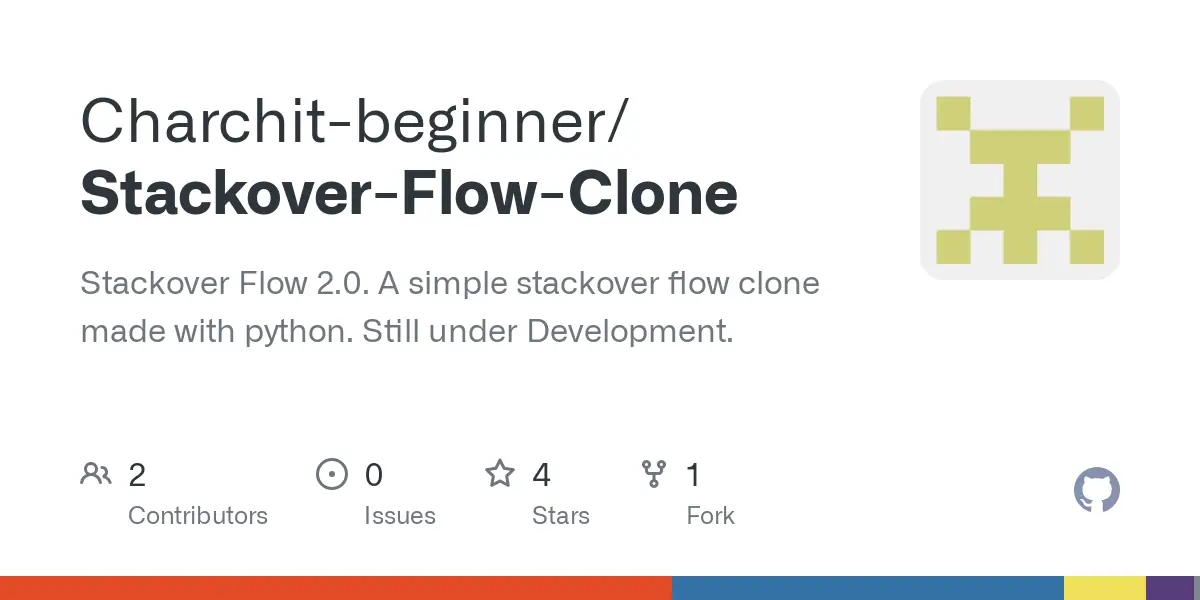 Charchit-beginner/
Stackover-Flow-Clone
Stackover Flow 2.0. A simple stackover flow clone
made with python. Still under Development.
2 0 4 1
Contributors Issues Stars Fork